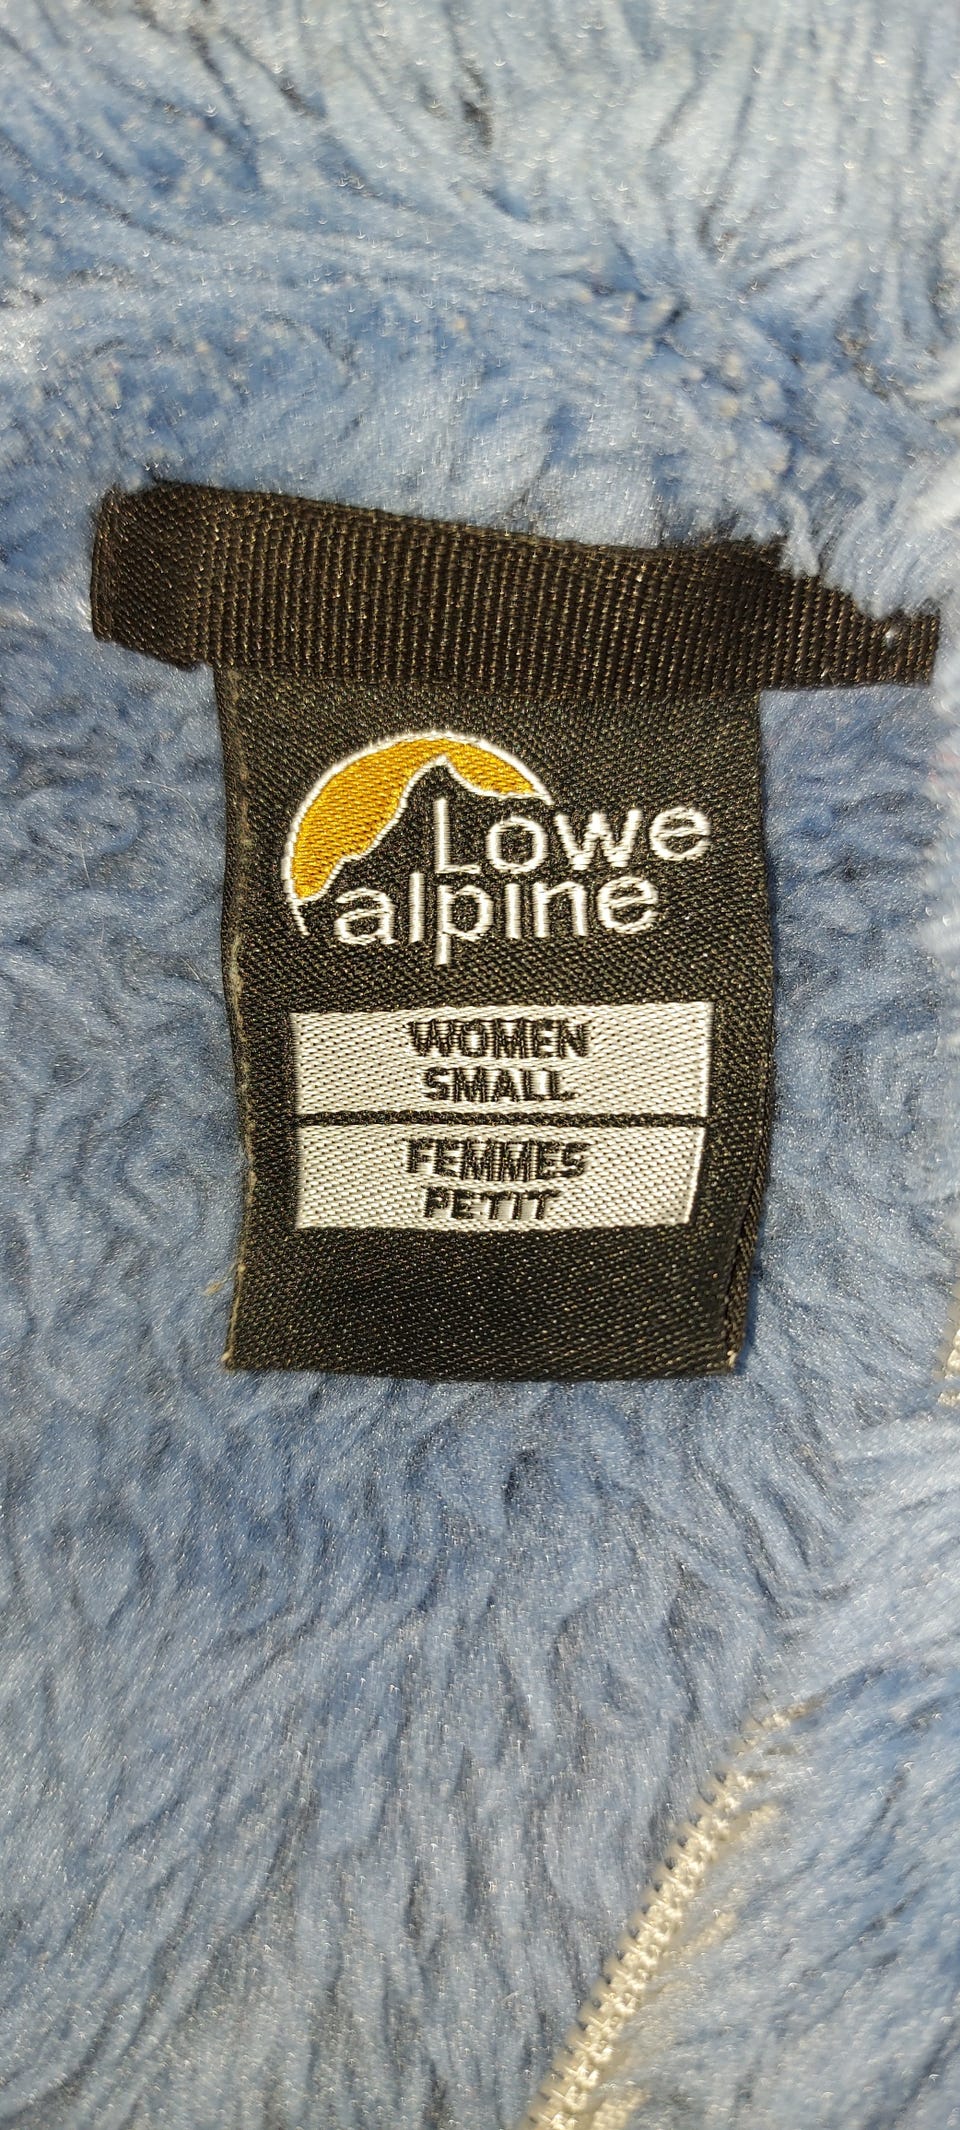 Lowe
alpine
WOMEN
SMALL
FEMMES
PETIT